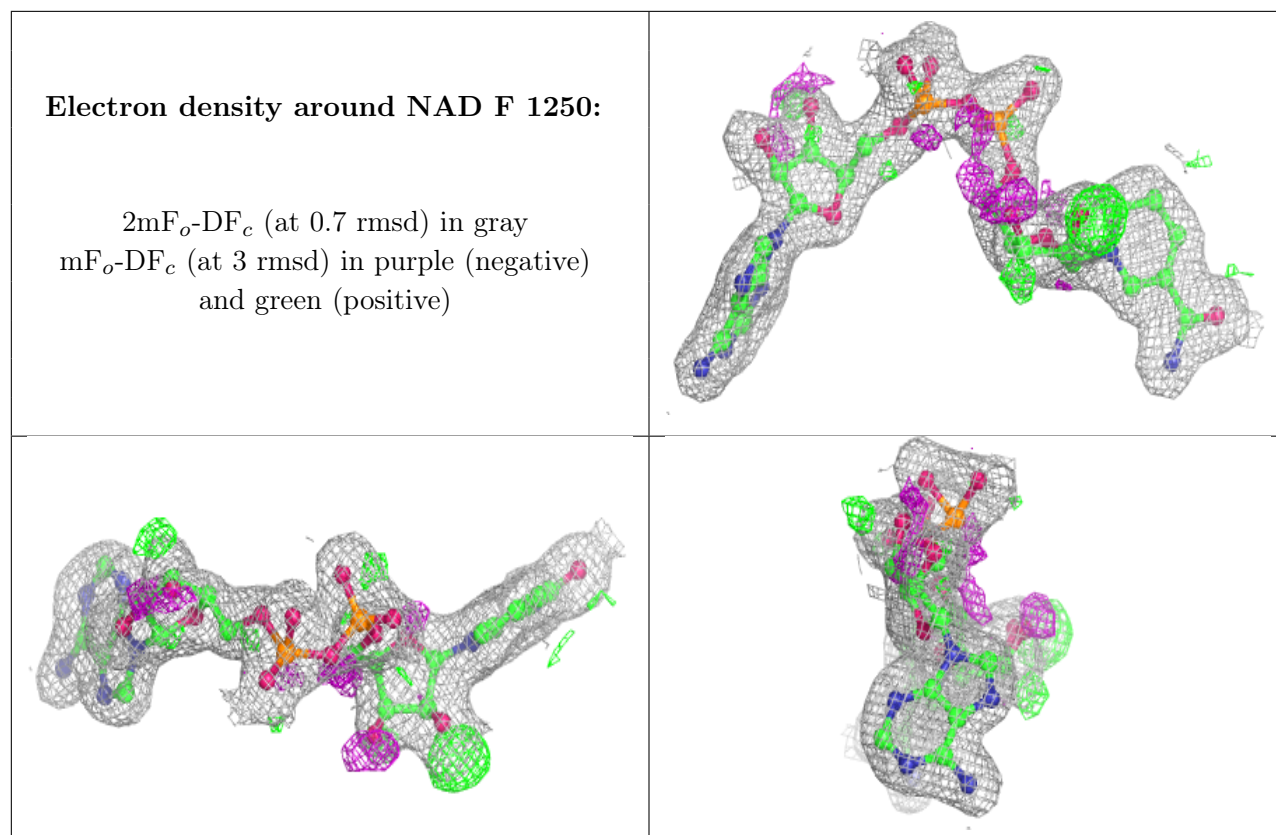 Electron density around NAD F 1250:
2mFₒ-DF𝒸 (at 0.7 rmsd) in gray
mFₒ-DF𝒸 (at 3 rmsd) in purple (negative)
and green (positive)